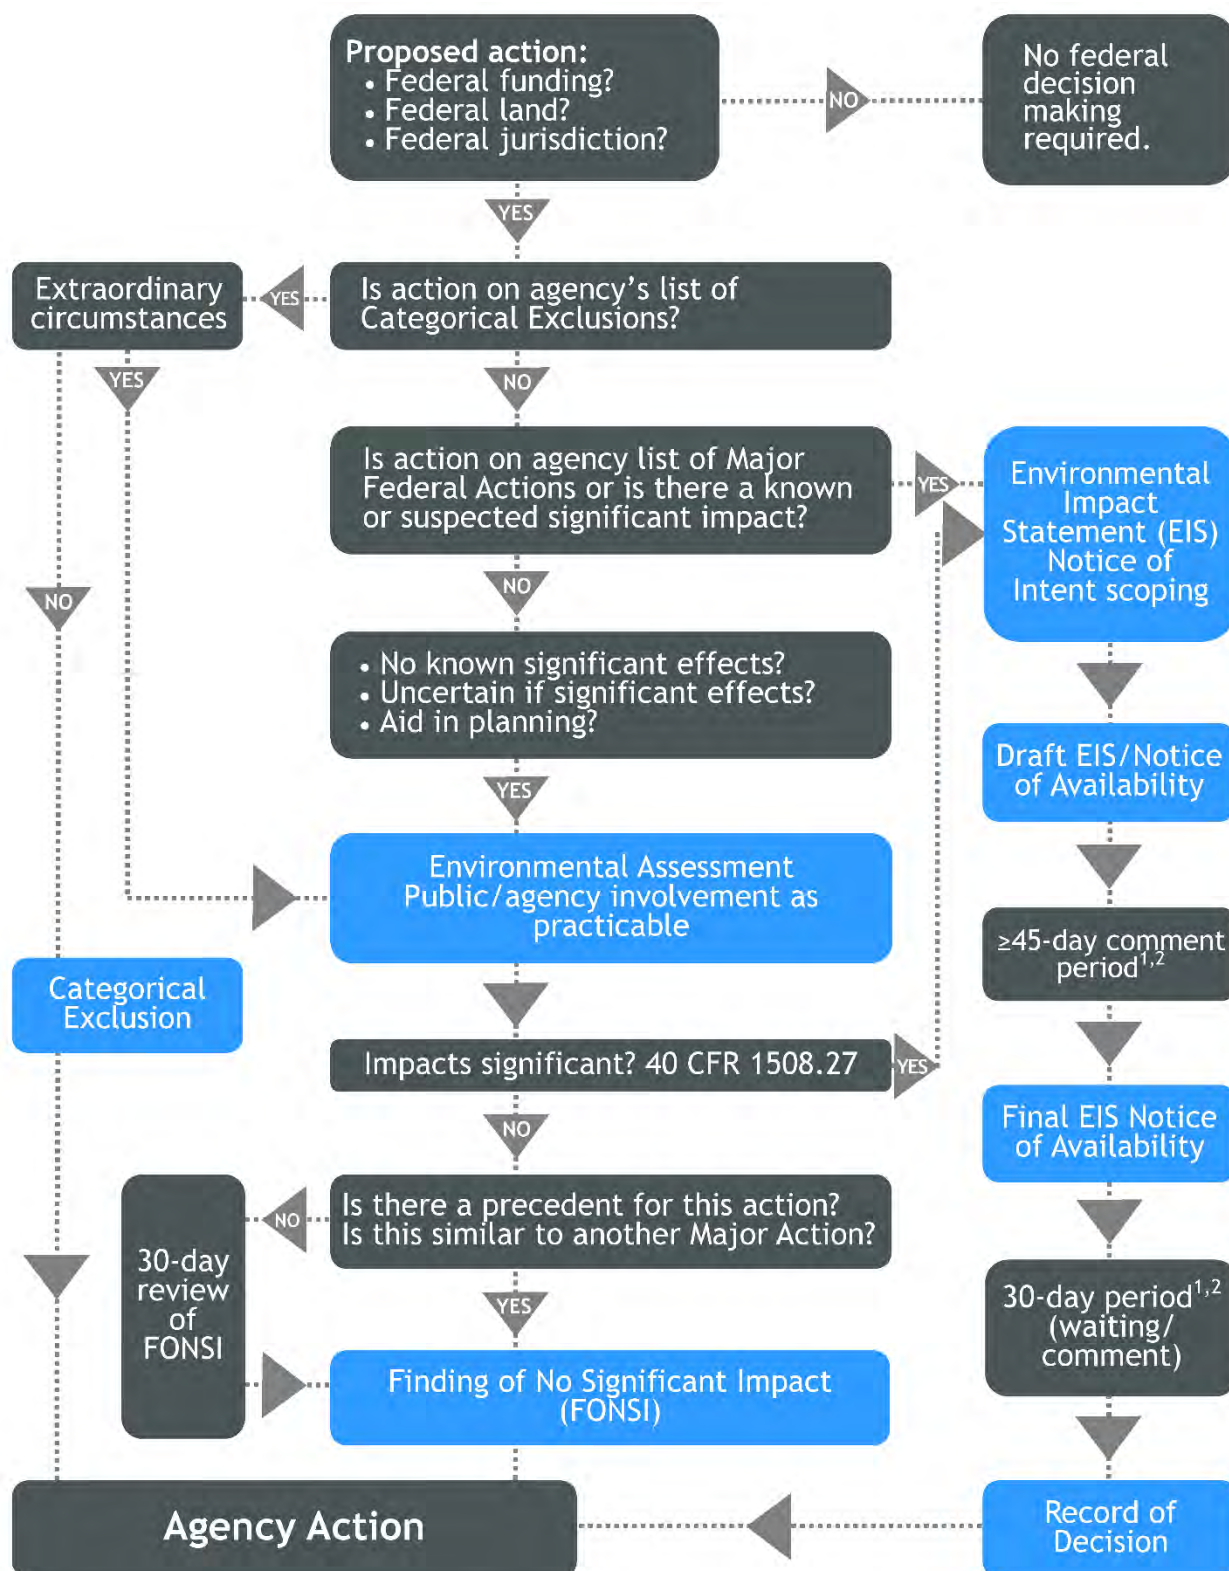 Proposed action:
• Federal funding?
• Federal land?
• Federal jurisdiction?
NO
No federal
decision
making
required.
YES
Extraordinary
circumstances
YES
Is action on agency’s list of
Categorical Exclusions?
YES
NO
Is action on agency list of Major
Federal Actions or is there a known
or suspected significant impact?
YES
Environmental
Impact
Statement (EIS)
Notice of
Intent scoping
NO
NO
• No known significant effects?
• Uncertain if significant effects?
• Aid in planning?
Draft EIS/Notice
of Availability
YES
Environmental Assessment
Public/agency involvement as
practicable
≥45-day comment
period1,2
Categorical
Exclusion
Impacts significant? 40 CFR 1508.27
YES
Final EIS Notice
of Availability
NO
Is there a precedent for this action?
Is this similar to another Major Action?
NO
30-day
review
of
FONSI
YES
30-day period1,2
(waiting/
comment)
Finding of No Significant Impact
(FONSI)
Agency Action
Record of
Decision